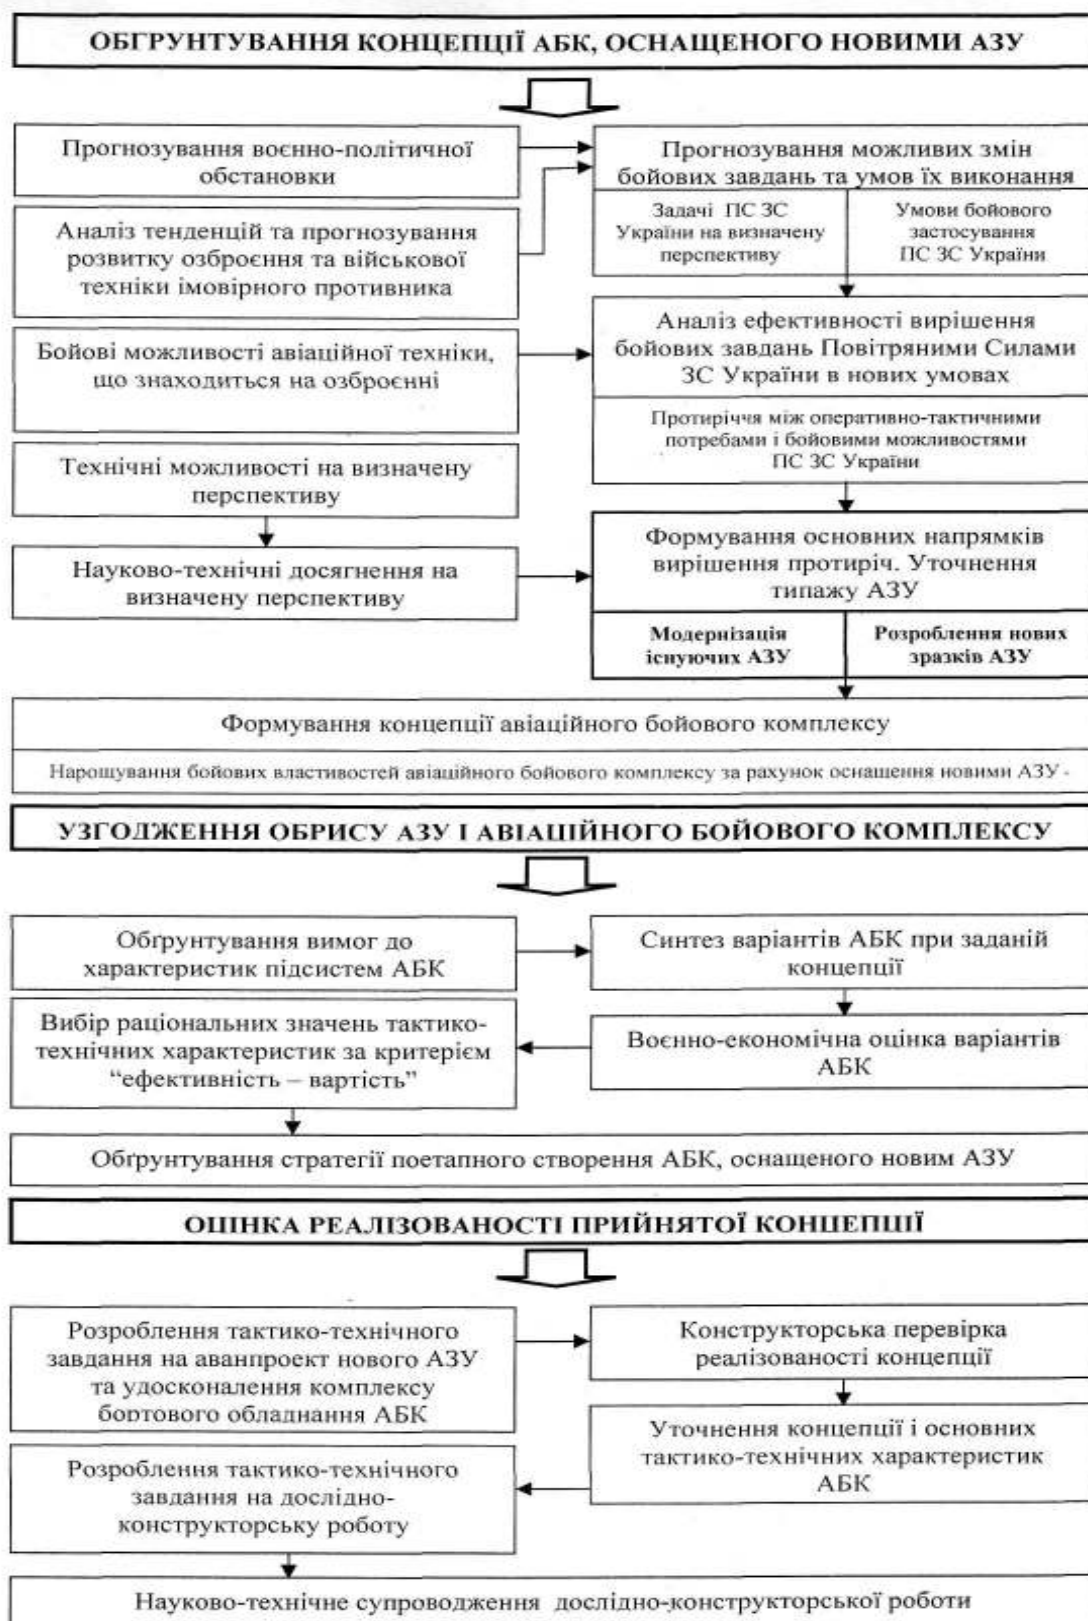 ОБГРУНТУВАННЯ КОНЦЕПЦІЇ АБК, ОСНАЩЕНОГО НОВИМИ АЗУ
Прогнозування воєнно-політичної
обстановки
Прогнозування можливих змін
бойових завдань та умов їх виконання
Задачі ПС ЗС
України на визначену
перспективу
Умови бойового
застосування
ПС ЗС України
Аналіз тенденцій та прогнозування
розвитку озброєння та військової
техніки імовірного противника
Бойові можливості авіаційної техніки,
що знаходиться на озброєнні
Аналіз ефективності вирішення
бойових завдань Повітряними Силами
ЗС України в нових умовах
Протиріччя між оперативно-тактичними
потребами і бойовими можливостями
ПС ЗС України
Технічні можливості на визначену
перспективу
Науково-технічні досягнення на
визначену перспективу
Формування основних напрямків
вирішення протиріч. Уточнення
типажу АЗУ
Модернізація
існуючих АЗУ
Розроблення нових
зразків АЗУ
Формування концепції авіаційного бойового комплексу
Нарощування бойових властивостей авіаційного бойового комплексу за рахунок оснащення новими АЗУ -
УЗГОДЖЕННЯ ОБРИСУ АЗУ І АВІАЦІЙНОГО БОЙОВОГО КОМПЛЕКСУ
Обґрунтування вимог до
характеристик підсистем АБК
Синтез варіантів АБК при заданій
концепції
Вибір раціональних значень тактико-
технічних характеристик за критерієм
“ефективність – вартість”
Воєнно-економічна оцінка варіантів
АБК
Обґрунтування стратегії поетапного створення АБК, оснащеного новим АЗУ
ОЦІНКА РЕАЛІЗОВАНОСТІ ПРИЙНЯТОЇ КОНЦЕПЦІЇ
Розроблення тактико-технічного
завдання на аванпроект нового АЗУ
та удосконалення комплексу
бортового обладнання АБК
Конструкторська перевірка
реалізованості концепції
Уточнення концепції і основних
тактико-технічних характеристик
АБК
Розроблення тактико-технічного
завдання на дослідно-
конструкторську роботу
Науково-технічне супроводження дослідно-конструкторської роботи